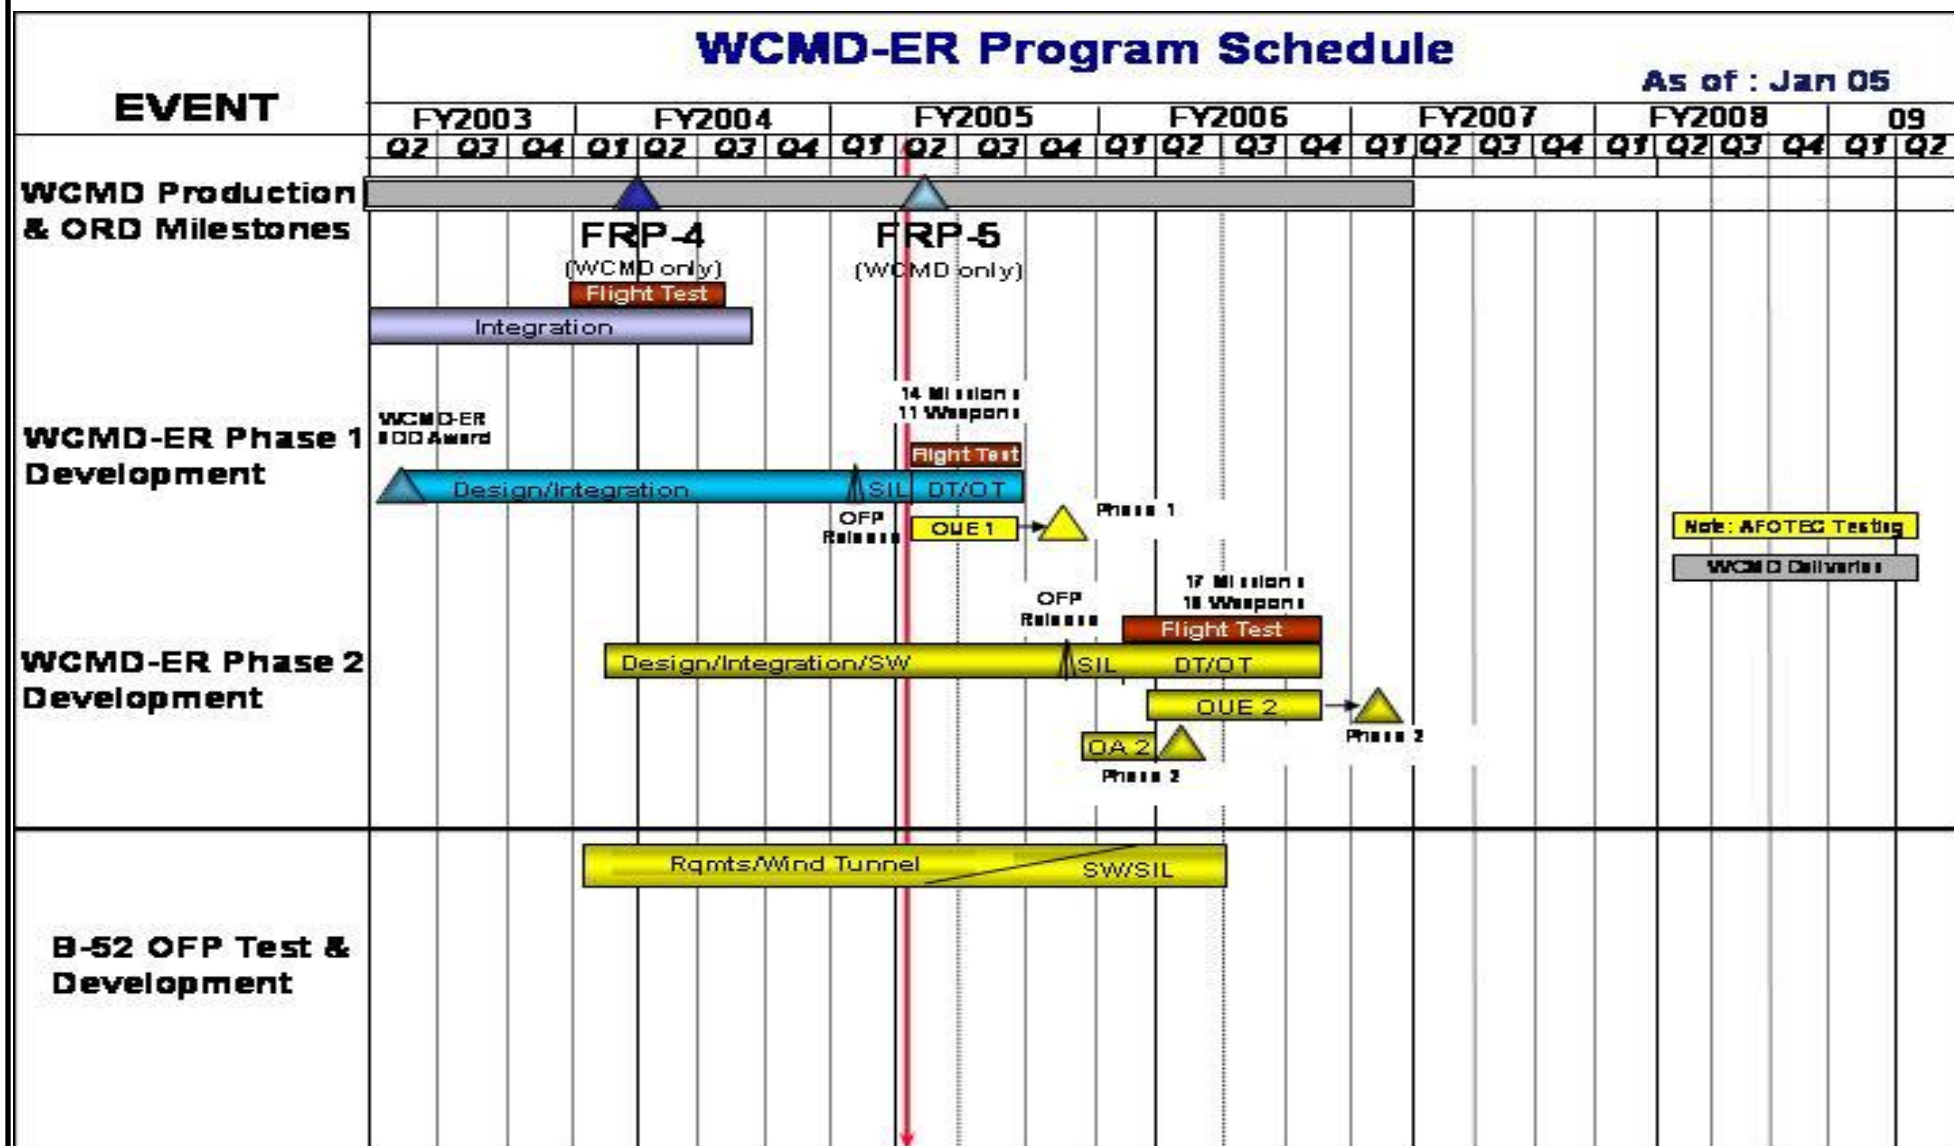 WCMD-ER Program Schedule
As of : Jan 05
EVENT
FY2003 FY2004 FY2005 FY2006 FY2007 FY2008 09
Q2 Q3 Q4 Q1 Q2 Q3 Q4 Q1 Q2 Q3 Q4 Q1 Q2 Q3 Q4 Q1 Q2 Q3 Q4 Q1 Q2 Q3 Q4 Q1 Q2
WCMD Production
& ORD Milestones
FRP-4
(WCMD only)
FRP-5
(WCMD only)
Flight Test
Integration
WCMD-ER Phase 1
Development
WCMD-ER
Award
14 Missions
11 Weapons
Flight Test
Design/Integration
SIL
DT/OT
OFP
Release
OUE 1
Phase 1
Note: AFOTEC Testing
WCMD Deliveries
WCMD-ER Phase 2
Development
OFP
Release
17 Missions
Weapons
Flight Test
Design/Integration/SW
SIL
DT/OT
OUE 2
Phase 2
OA 2
Phase 2
B-52 OFP Test &
Development
Rqmts/Wind Tunnel
SW/SIL